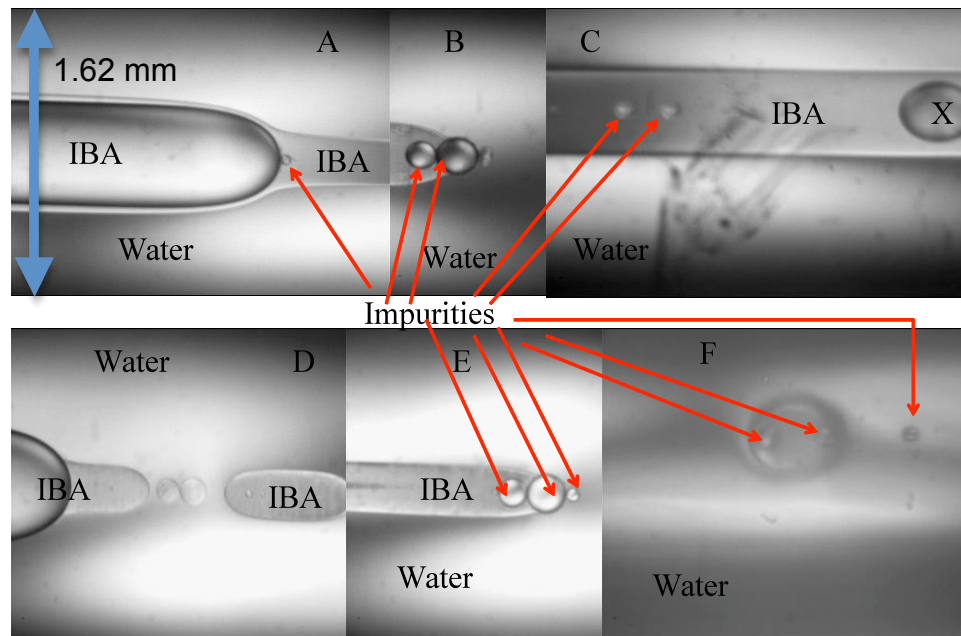 A
B
C
1.62 mm
IBA
IBA
IBA
X
Water
Water
Water
Impurities
Water
D
E
F
IBA
IBA
IBA
Water
Water